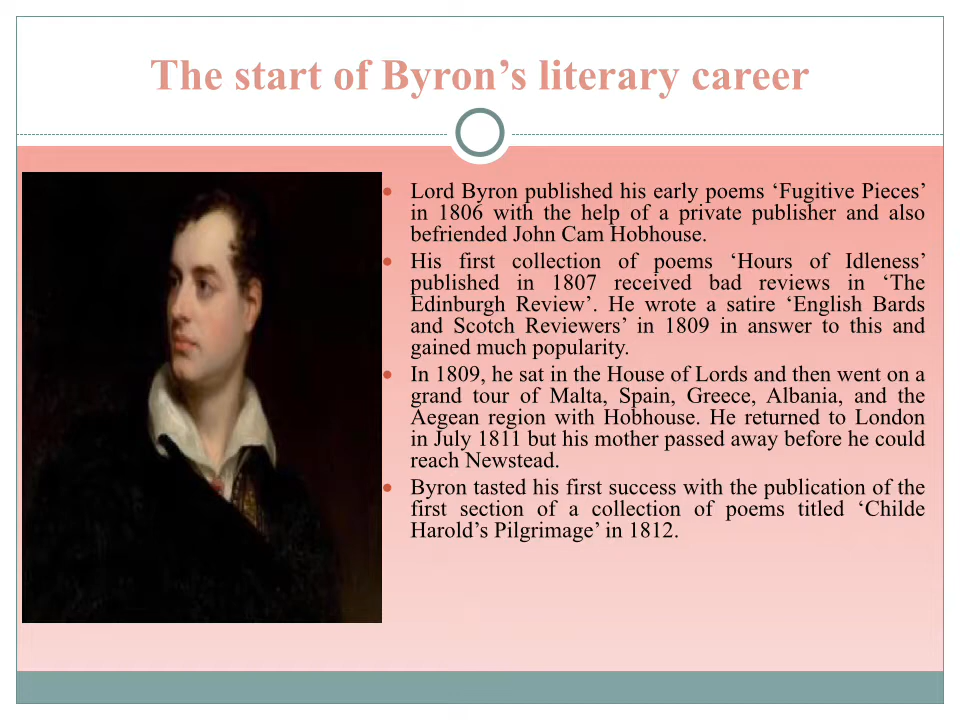 The start of Byron’s literary career
• Lord Byron published his early poems ‘Fugitive Pieces’
in 1806 with the help of a private publisher and also
befriended John Cam Hobhouse.
• His first collection of poems ‘Hours of Idleness’
published in 1807 received bad reviews in ‘The
Edinburgh Review’. He wrote a satire ‘English Bards
and Scotch Reviewers’ in 1809 in answer to this and
gained much popularity.
• In 1809, he sat in the House of Lords and then went on a
grand tour of Malta, Spain, Greece, Albania, and the
Aegean region with Hobhouse. He returned to London
in July 1811 but his mother passed away before he could
reach Newstead.
• Byron tasted his first success with the publication of the
first section of a collection of poems titled ‘Childe
Harold’s Pilgrimage’ in 1812.